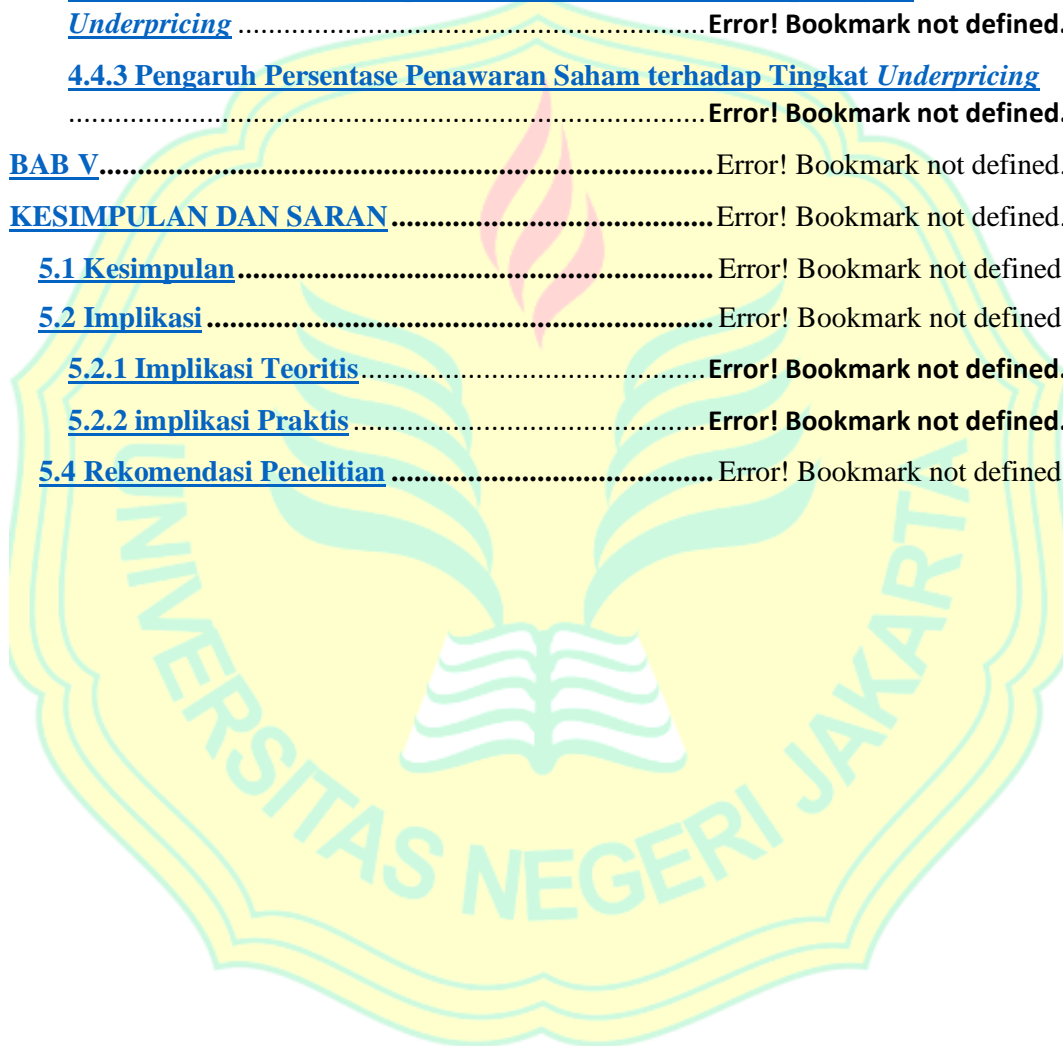 Underpricing ........................................................................ Error! Bookmark not defined.
4.4.3 Pengaruh Persentase Penawaran Saham terhadap Tingkat Underpricing
........................................................................ Error! Bookmark not defined.
BAB V ........................................................................ Error! Bookmark not defined.
KESIMPULAN DAN SARAN ........................................................................ Error! Bookmark not defined.
5.1 Kesimpulan ........................................................................ Error! Bookmark not defined
5.2 Implikasi ........................................................................ Error! Bookmark not defined
5.2.1 Implikasi Teoritis ........................................................................ Error! Bookmark not defined.
5.2.2 implikasi Praktis ........................................................................ Error! Bookmark not defined.
5.4 Rekomendasi Penelitian ........................................................................ Error! Bookmark not defined
UNIVERSITAS NEGERI JAKARTA